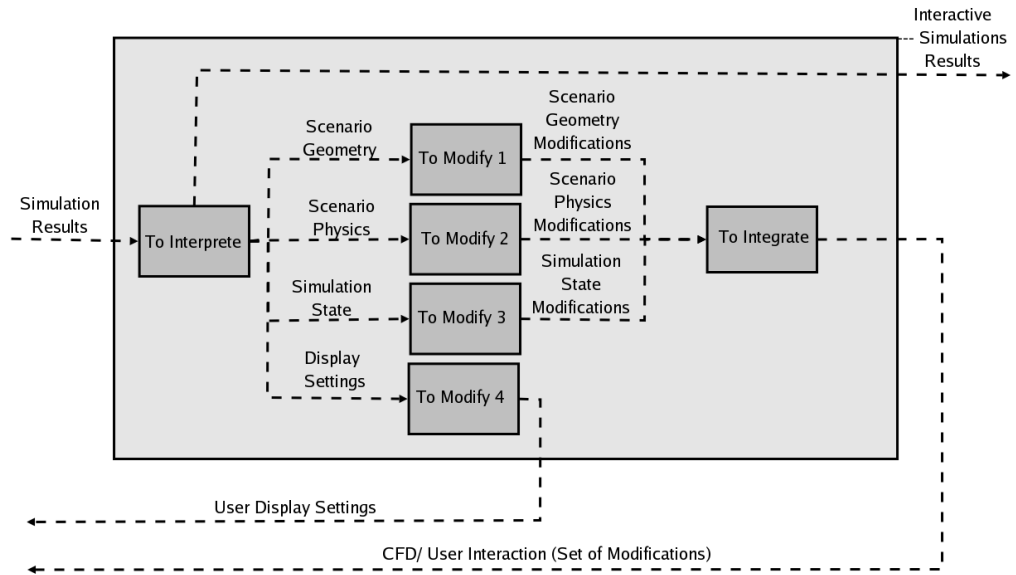 Interactive
Simulations
Results
Scenario
Geometry
Modifications
Scenario
Geometry
To Modify 1
Simulation
Results
To Interprete
Scenario
Physics
To Modify 2
Scenario
Physics
Modifications
To Integrate
Simulation
State
To Modify 3
Simulation
State
Modifications
Display
Settings
To Modify 4
User Display Settings
CFD/ User Interaction (Set of Modifications)